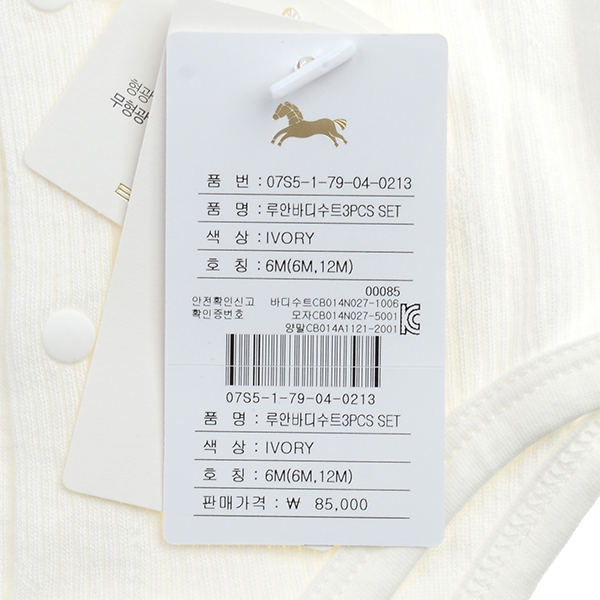 형광
무형광
품 번 : 07S5-1-79-04-0213
품 명 : 루안바디수트3PCS SET
색 상 : IVORY
호 칭 : 6M(6M,12M)
00085
안전확인신고 바디수트CB014N027-1006
확인증번호 모자CB014N027-5001
양말CB014A1121-2001
07S5-1-79-04-0213
품 명 : 루안바디수트3PCS SET
색 상 : IVORY
호 칭 : 6M(6M,12M)
판매가격 : ₩ 85,000